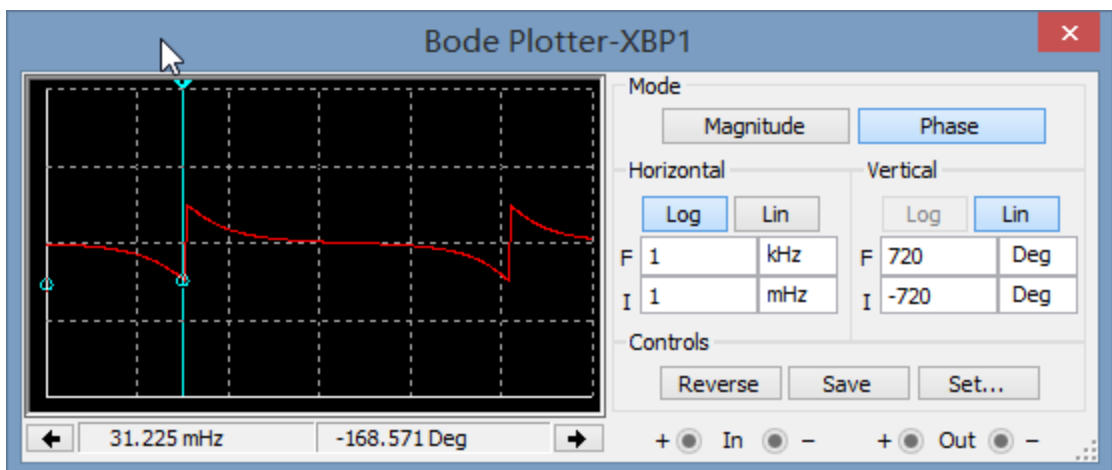 Bode Plotter-XBP1
Mode
Magnitude Phase
Horizontal Vertical
Log Lin Log Lin
F 1 kHz F 720 Deg
I 1 mHz I -720 Deg
Controls
Reverse Save Set...
31.225 mHz -168.571 Deg + In - + Out -